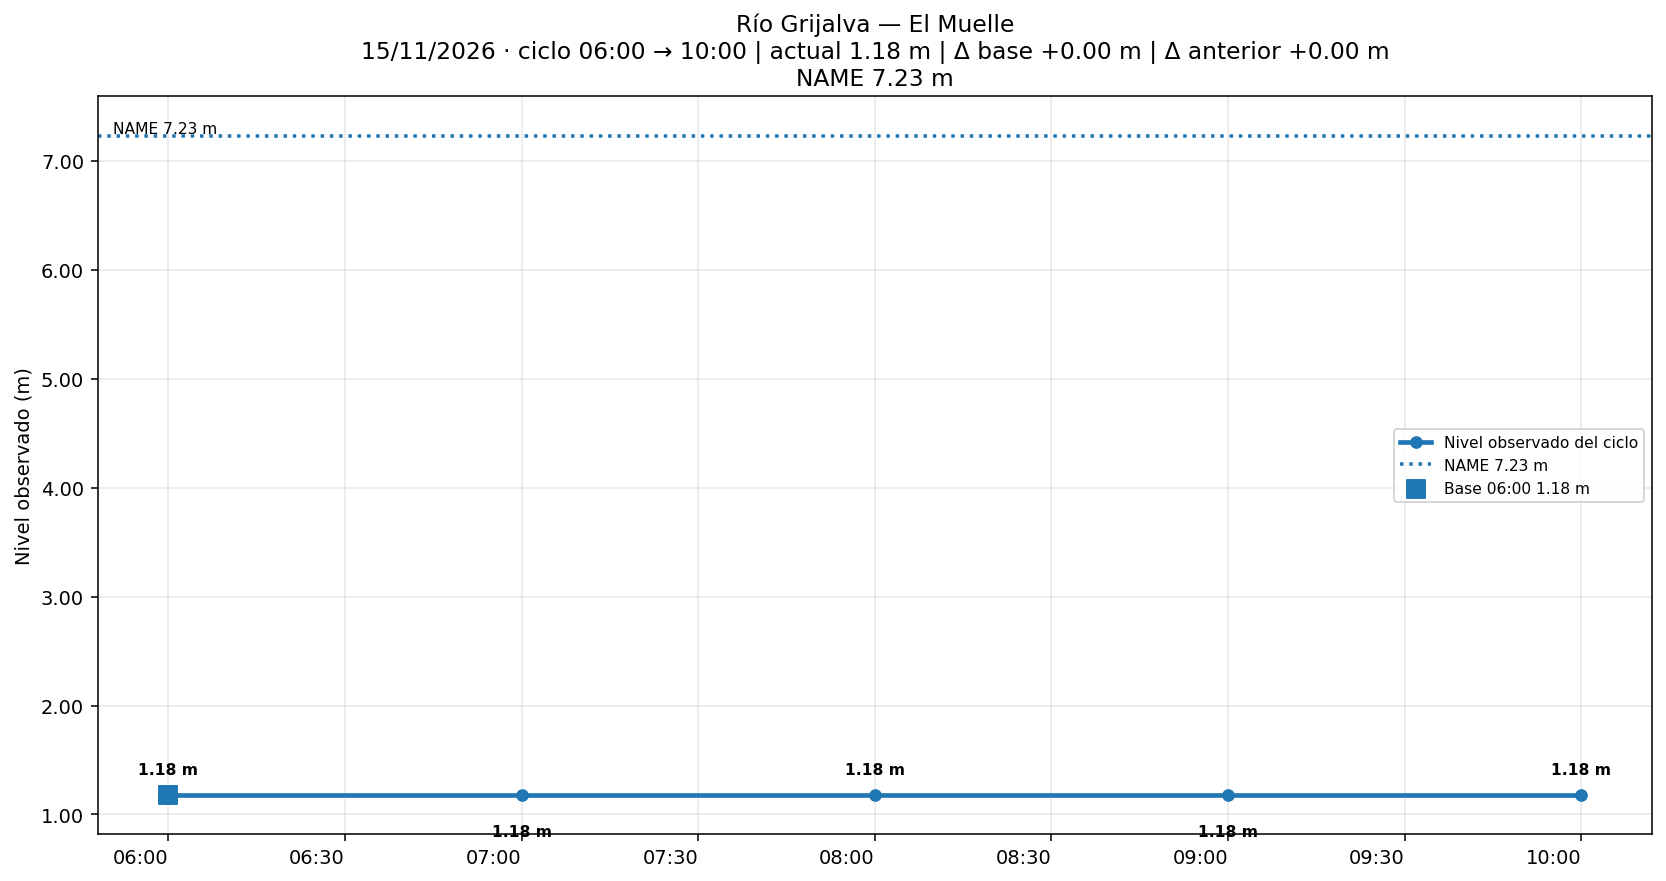 Río Grijalva — El Muelle
15/11/2026 · ciclo 06:00 → 10:00 | actual 1.18 m | Δ base +0.00 m | Δ anterior +0.00 m
NAME 7.23 m
NAME 7.23 m
7.00
6.00
5.00
4.00
3.00
2.00
1.00
Nivel observado (m)
Nivel observado del ciclo
NAME 7.23 m
Base 06:00 1.18 m
1.18 m
1.18 m
1.18 m
1.18 m
1.18 m
06:00
06:30
07:00
07:30
08:00
08:30
09:00
09:30
10:00